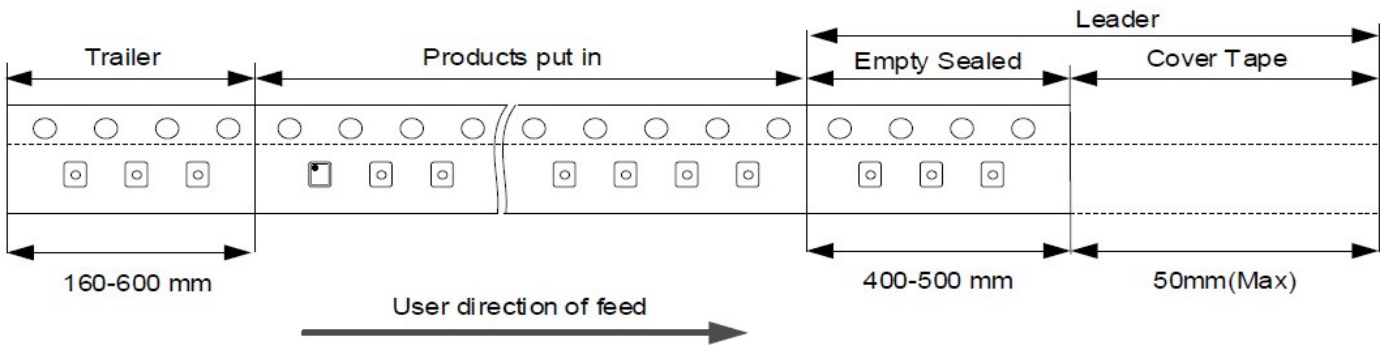 Leader
Trailer
Products put in
Empty Sealed
Cover Tape
160-600 mm
400-500 mm
50mm(Max)
User direction of feed